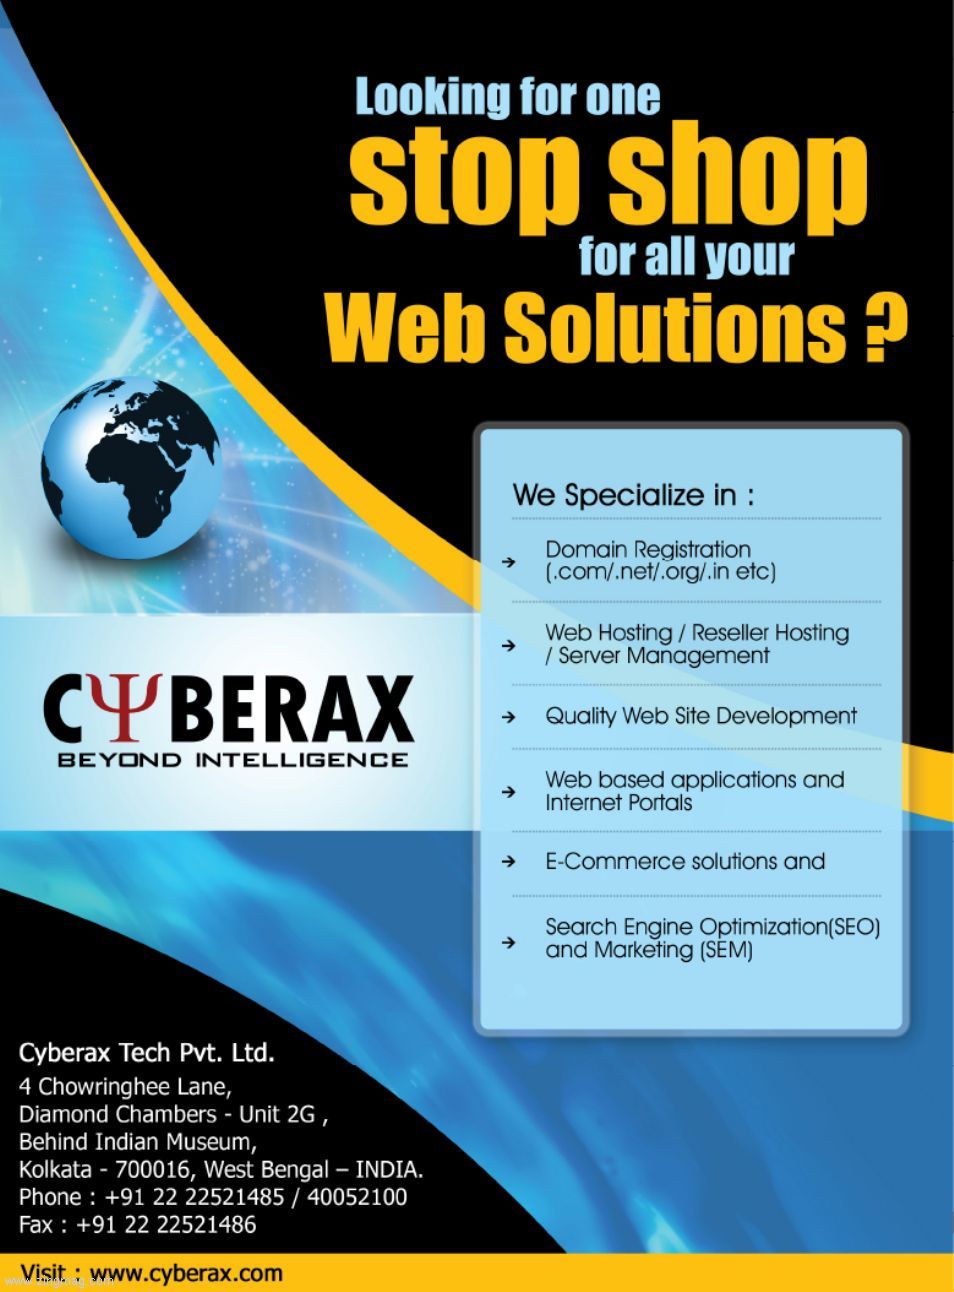 Looking for one
stop shop
for all your
Web Solutions ?
We Specialize in :
Domain Registration
(.com/.net/.org/.in etc)
Web Hosting / Reseller Hosting
/ Server Management
Quality Web Site Development
Web based applications and
Internet Portals
E-Commerce solutions and
Search Engine Optimization(SEO)
and Marketing (SEM)
CΨBERAX
BEYOND INTELLIGENCE
Cyberax Tech Pvt. Ltd.
4 Chowringhee Lane,
Diamond Chambers - Unit 2G ,
Behind Indian Museum,
Kolkata - 700016, West Bengal – INDIA.
Phone : +91 22 22521485 / 40052100
Fax : +91 22 22521486
Visit : www.cyberax.com